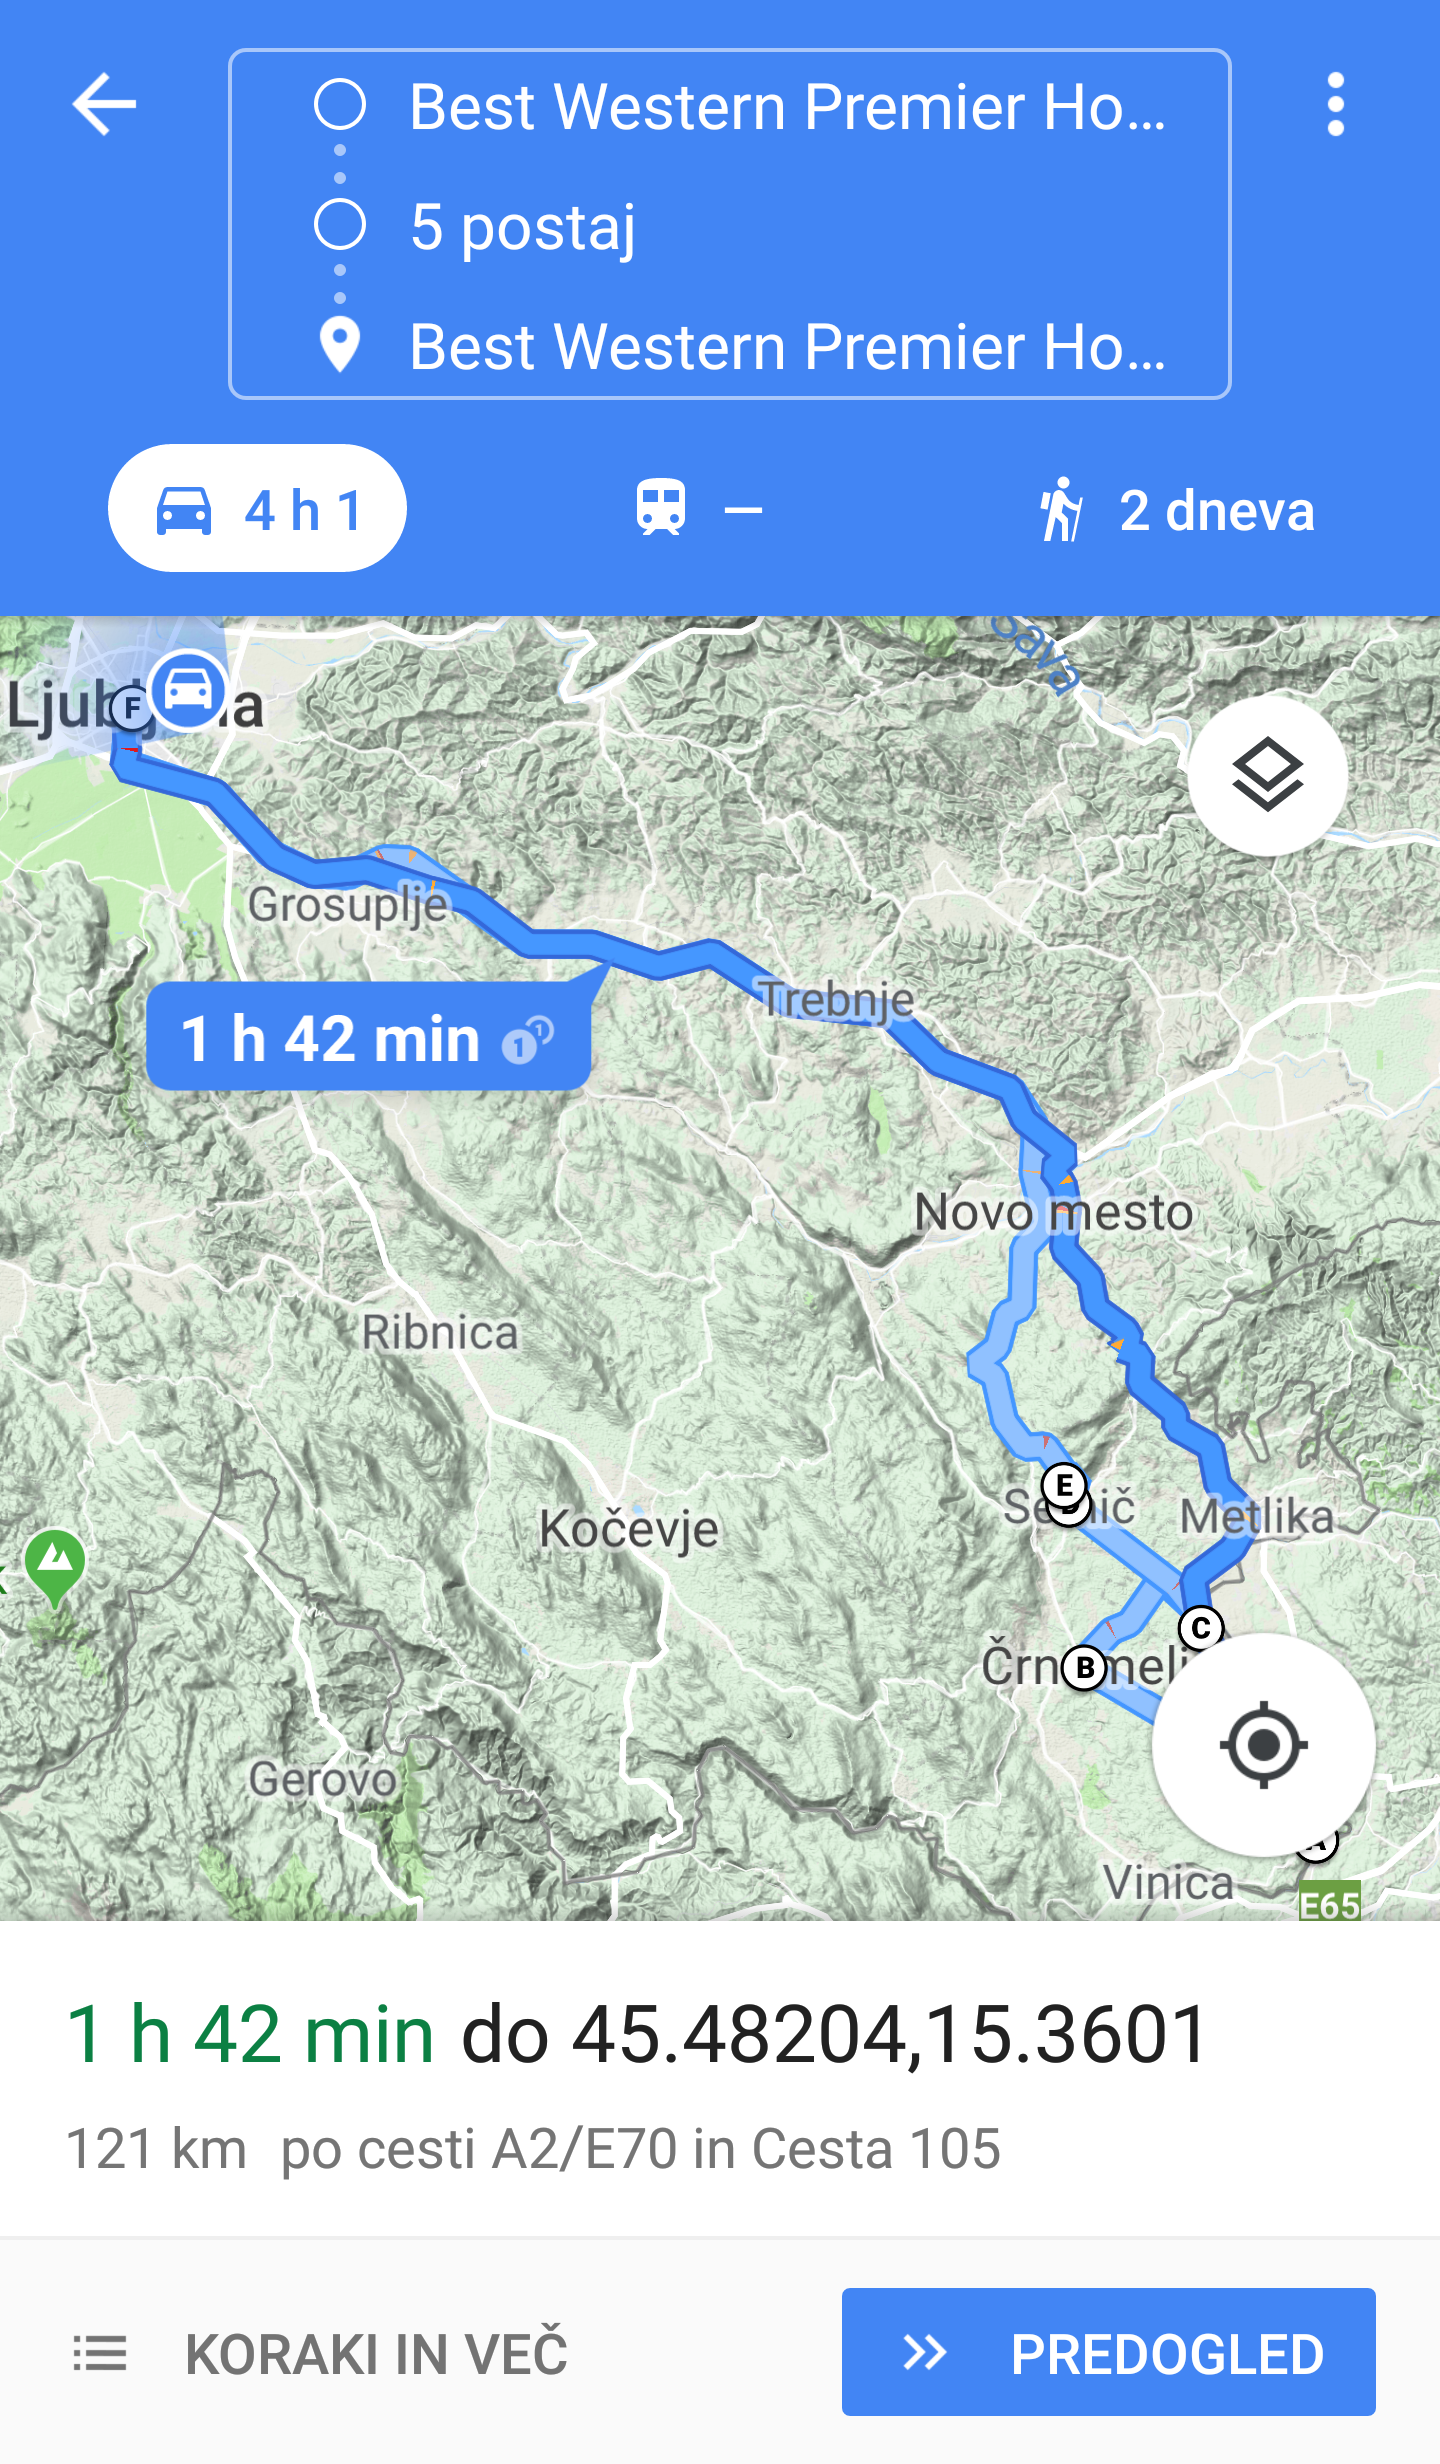 Best Western Premier Ho...
5 postaj
Best Western Premier Ho...
4 h 1
2 dneva
Sava
F
Grosuplje
1 h 42 min
Trebnje
Novo mesto
Ribnica
E
Metlika
Kočevje
C
B
Gerovo
A
Vinica
E65
1 h 42 min do 45.48204,15.3601
121 km po cesti A2/E70 in Cesta 105
KORAKI IN VEČ
PREDOGLED